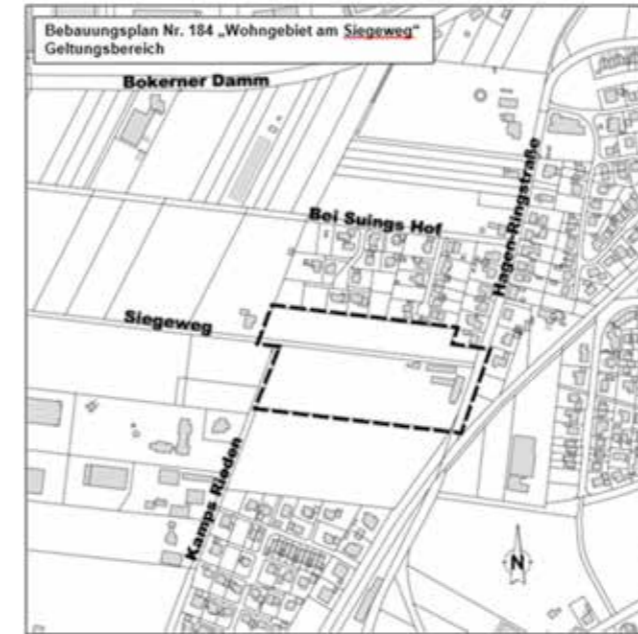 Bebauungsplan Nr. 184 „Wohngebiet am Siegeweg“
Geltungsbereich
Bokerner Damm
Hagen-Ringstraße
Bei Suings Hof
Siegeweg
Kamps Rieden
N